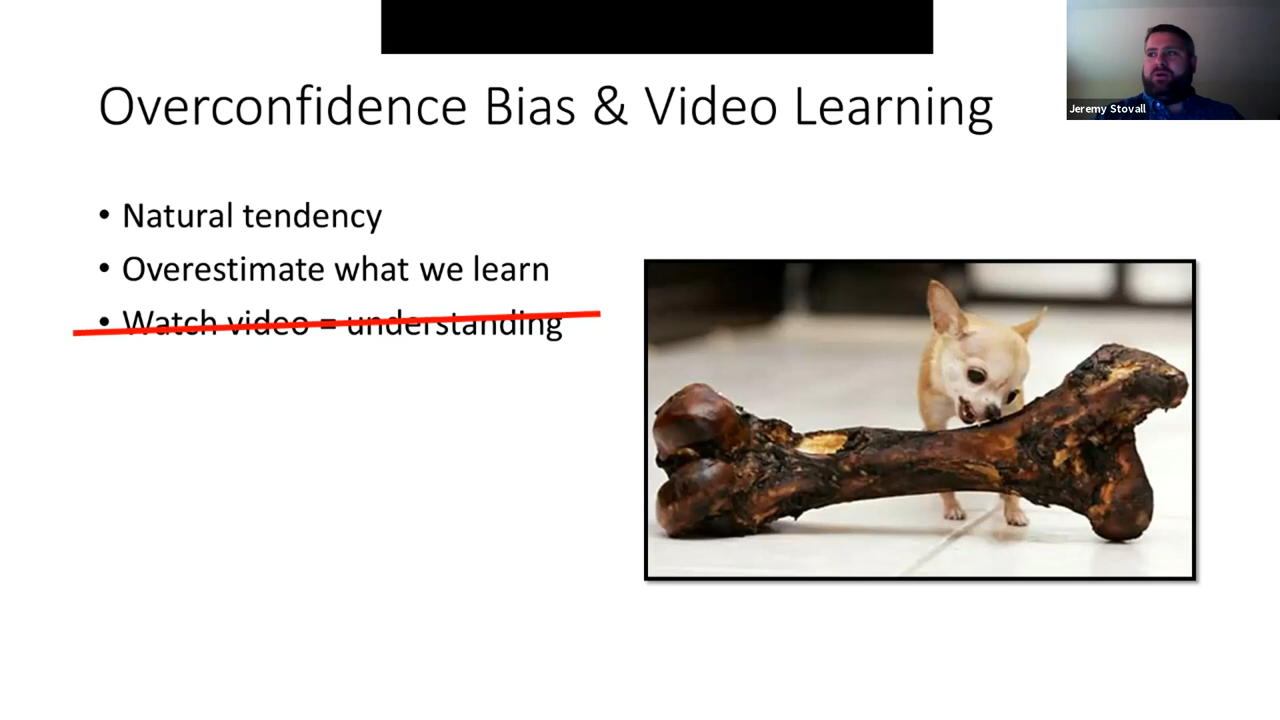 Overconfidence Bias & Video Learning
Jeremy Stovall
• Natural tendency
• Overestimate what we learn
• Watch video = understanding